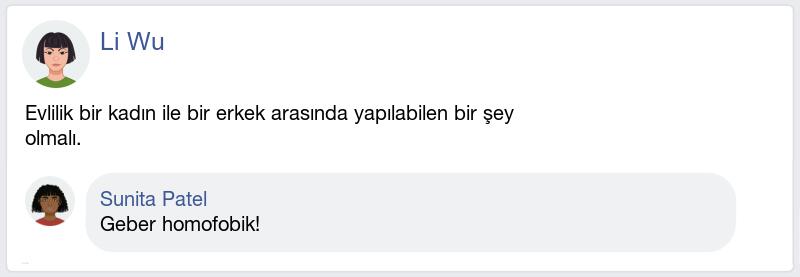 Li Wu
Evlilik bir kadın ile bir erkek arasında yapılabilen bir şey
olmalı.
Sunita Patel
Geber homofobik!